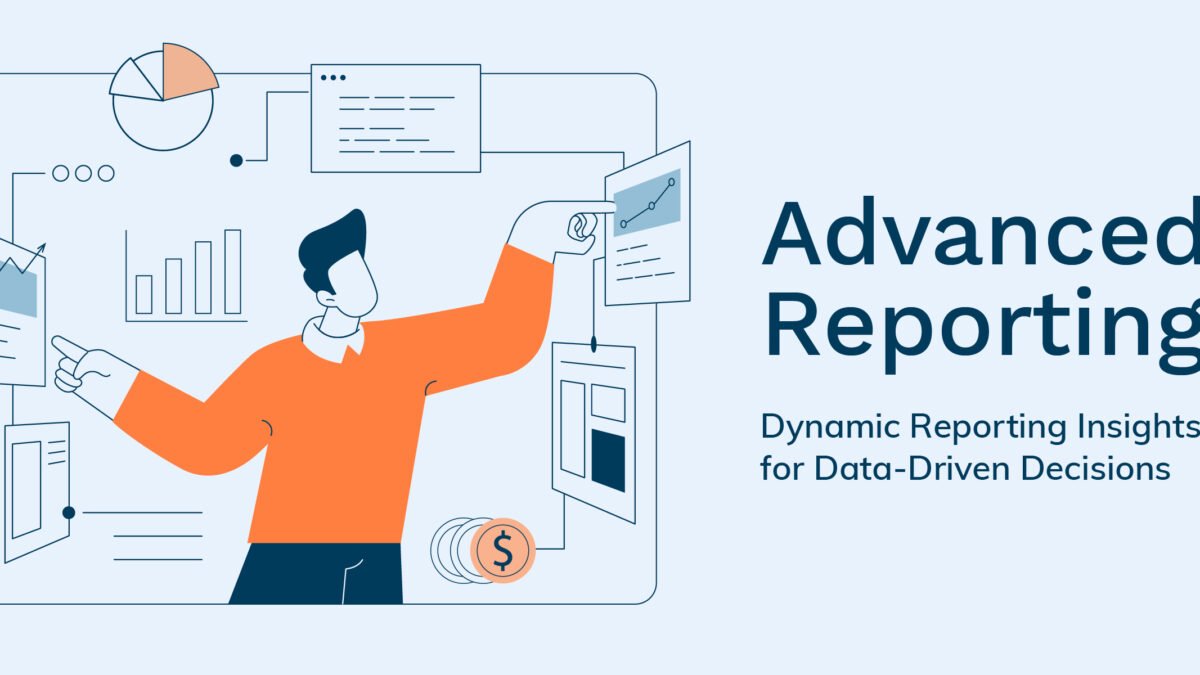 Advanced
Reporting
Dynamic Reporting Insights
for Data-Driven Decisions
$